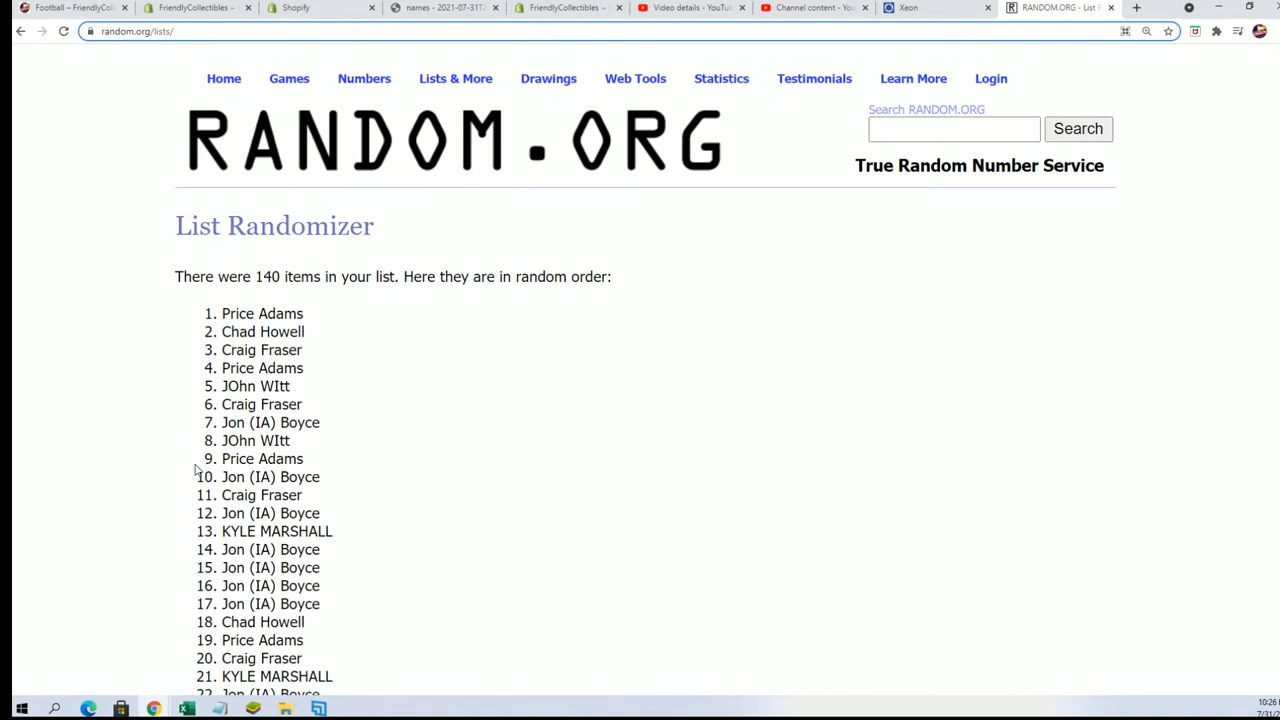 Football – FriendlyColl
FriendlyCollectibles –
Shopify
names - 2021-07-31T
FriendlyCollectibles –
Video details - YouTu
Channel content - You
Xeon
RANDOM.ORG - List R
random.org/lists/
Home Games Numbers Lists & More Drawings Web Tools Statistics Testimonials Learn More Login
RANDOM.ORG
Search RANDOM.ORG
Search
True Random Number Service
List Randomizer
There were 140 items in your list. Here they are in random order:
1. Price Adams
2. Chad Howell
3. Craig Fraser
4. Price Adams
5. JOhn WItt
6. Craig Fraser
7. Jon (IA) Boyce
8. JOhn WItt
9. Price Adams
10. Jon (IA) Boyce
11. Craig Fraser
12. Jon (IA) Boyce
13. KYLE MARSHALL
14. Jon (IA) Boyce
15. Jon (IA) Boyce
16. Jon (IA) Boyce
17. Jon (IA) Boyce
18. Chad Howell
19. Price Adams
20. Craig Fraser
21. KYLE MARSHALL
22. Jon (IA) Boyce
10:26
7/31/2